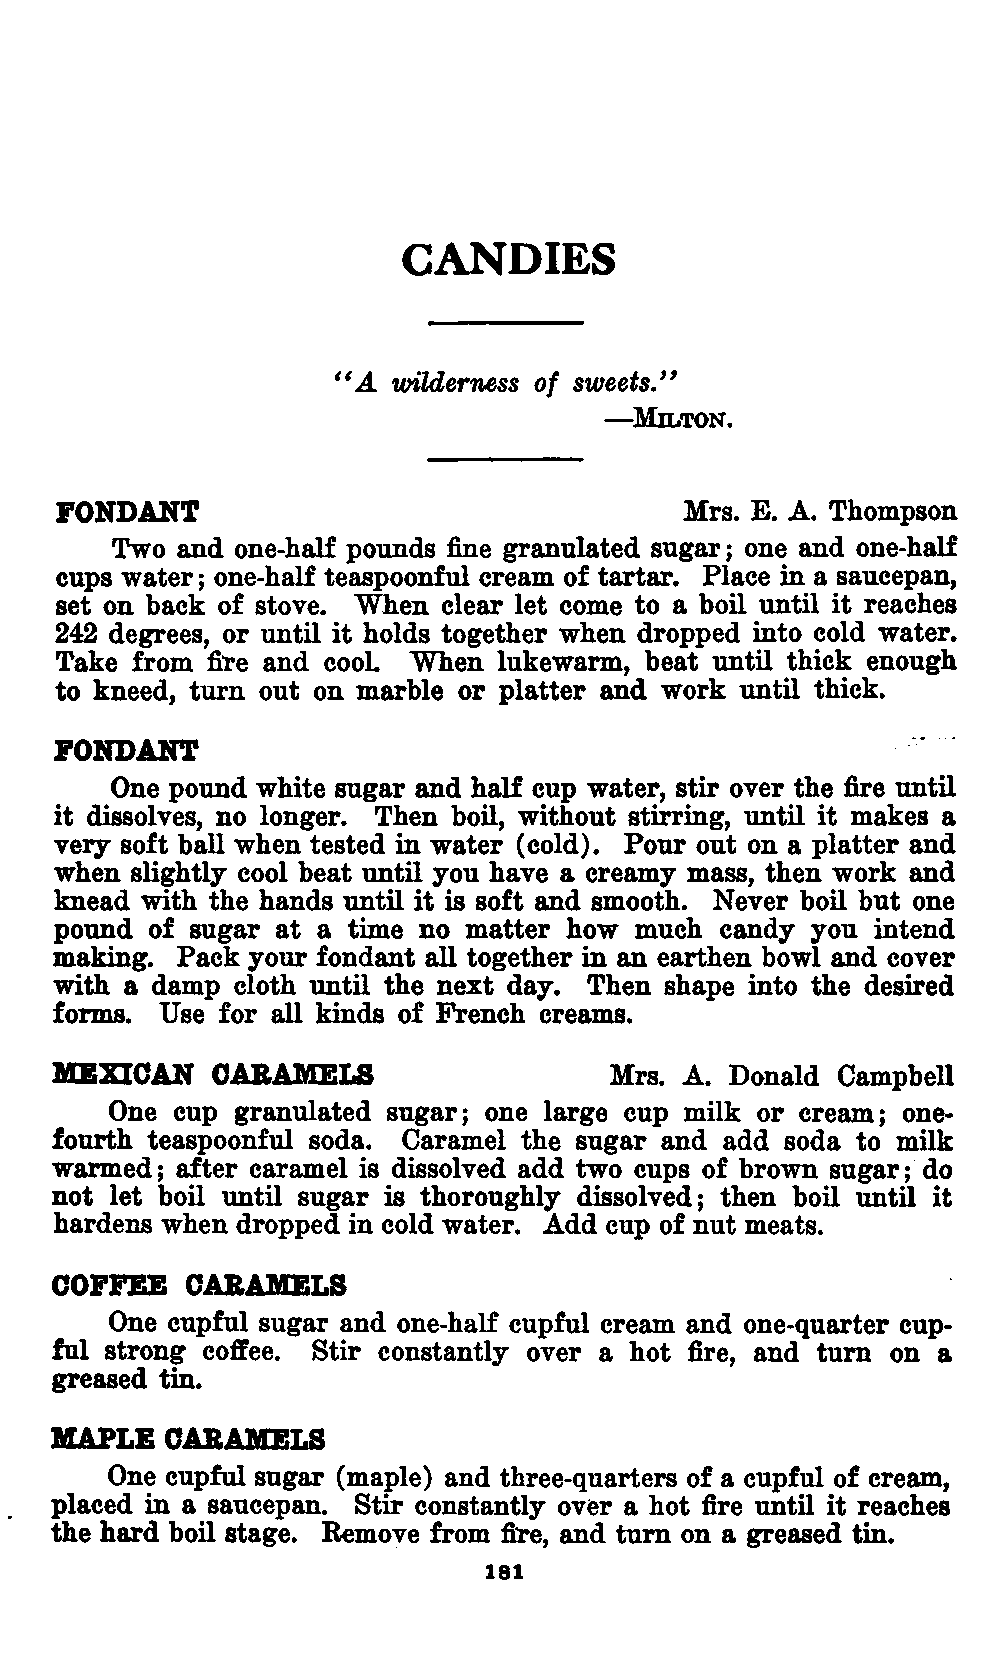 CANDIES
"A wilderness of sweets."
—MILTON.
FONDANT Mrs. E. A. Thompson
Two and one-half pounds fine granulated sugar; one and one-half
cups water; one-half teaspoonful cream of tartar. Place in a saucepan,
set on back of stove. When clear let come to a boil until it reaches
242 degrees, or until it holds together when dropped into cold water.
Take from fire and cool. When lukewarm, beat until thick enough
to kneed, turn out on marble or platter and work until thick.
FONDANT
One pound white sugar and half cup water, stir over the fire until
it dissolves, no longer. Then boil, without stirring, until it makes a
very soft ball when tested in water (cold). Pour out on a platter and
when slightly cool beat until you have a creamy mass, then work and
knead with the hands until it is soft and smooth. Never boil but one
pound of sugar at a time no matter how much candy you intend
making. Pack your fondant all together in an earthen bowl and cover
with a damp cloth until the next day. Then shape into the desired
forms. Use for all kinds of French creams.
MEXICAN CARAMELS Mrs. A. Donald Campbell
One cup granulated sugar; one large cup milk or cream; one-
fourth teaspoonful soda. Caramel the sugar and add soda to milk
warmed; after caramel is dissolved add two cups of brown sugar; do
not let boil until sugar is thoroughly dissolved; then boil until it
hardens when dropped in cold water. Add cup of nut meats.
COFFEE CARAMELS
One cupful sugar and one-half cupful cream and one-quarter cup-
ful strong coffee. Stir constantly over a hot fire, and turn on a
greased tin.
MAPLE CARAMELS
One cupful sugar (maple) and three-quarters of a cupful of cream,
placed in a saucepan. Stir constantly over a hot fire until it reaches
the hard boil stage. Remove from fire, and turn on a greased tin.
181